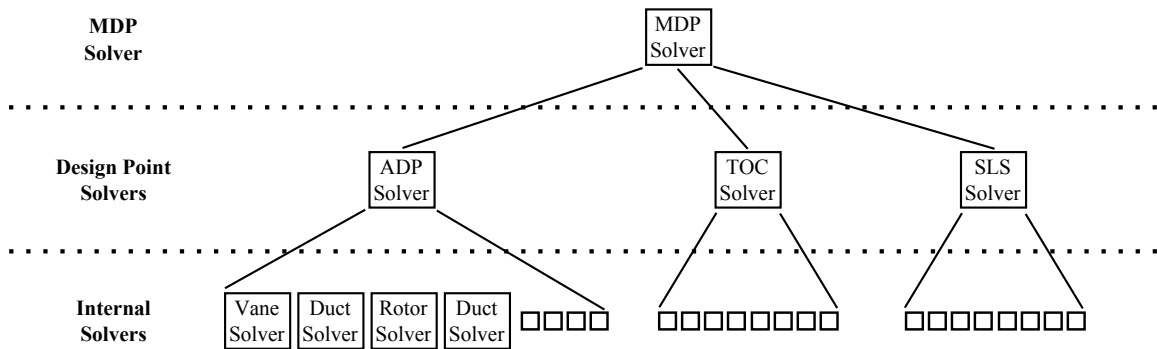 MDP
Solver
MDP
Solver
Design Point
Solvers
ADP
Solver
TOC
Solver
SLS
Solver
Internal
Solvers
Vane
Solver
Duct
Solver
Rotor
Solver
Duct
Solver